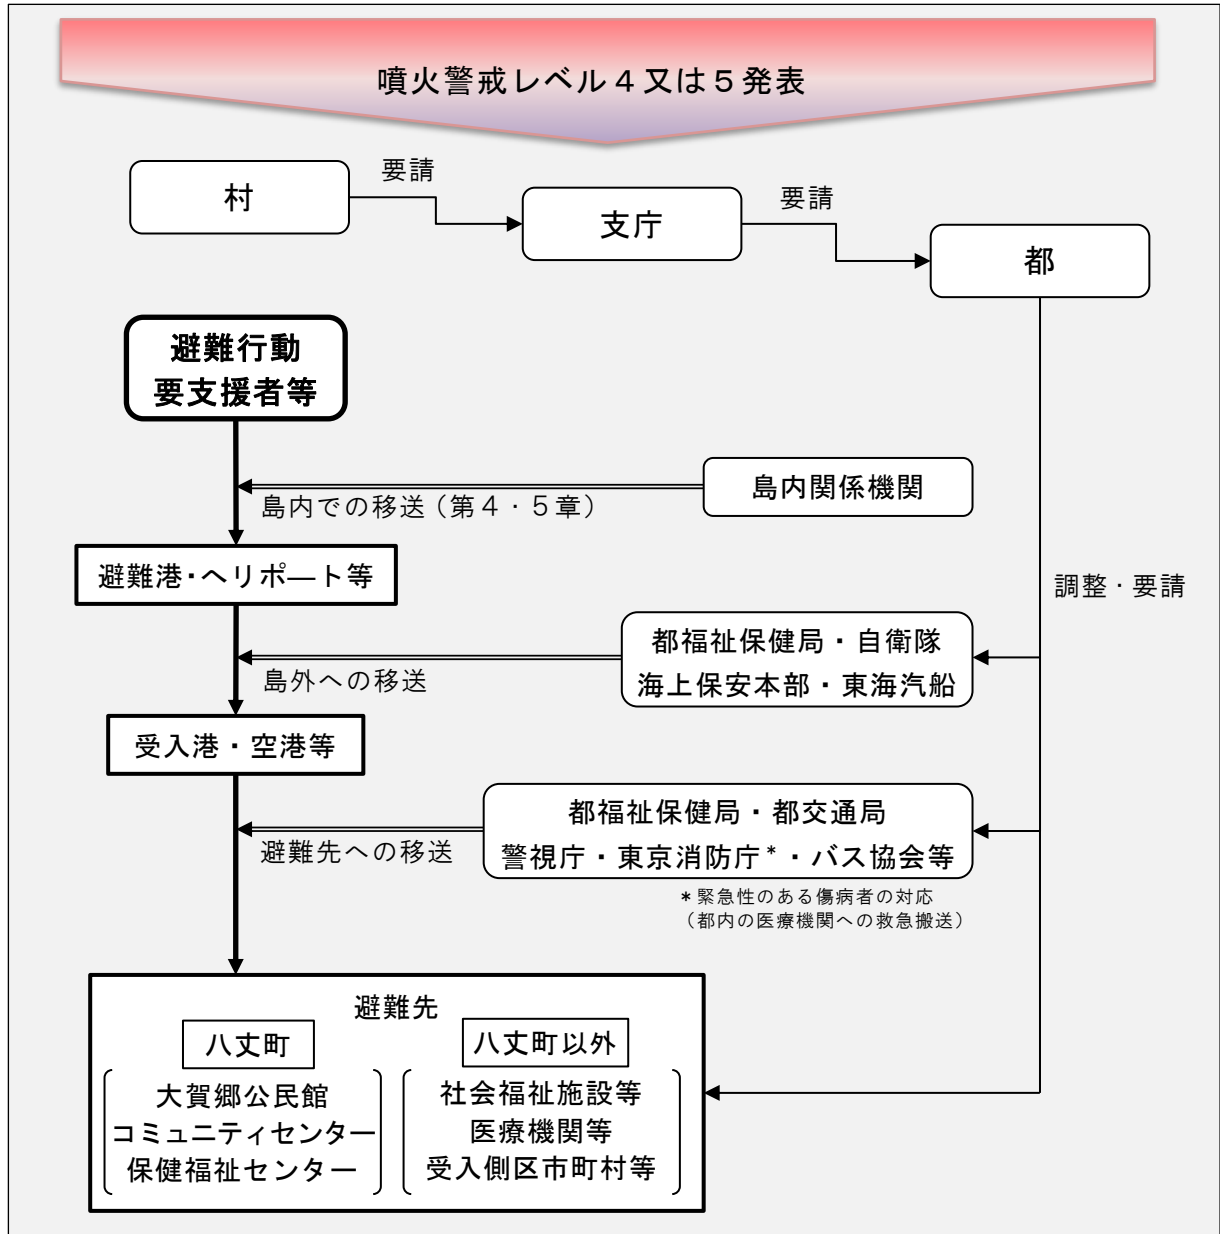 噴火警戒レベル４又は５発表
村
要請
支庁
要請
都
避難行動
要支援者等
島内関係機関
島内での移送（第４・５章）
避難港・ヘリポート等
調整・要請
都福祉保健局・自衛隊
海上保安本部・東海汽船
島外への移送
受入港・空港等
都福祉保健局・都交通局
警視庁・東京消防庁*・バス協会等
避難先への移送
*緊急性のある傷病者の対応
（都内の医療機関への救急搬送）
避難先
八丈町
大賀郷公民館
コミュニティセンター
保健福祉センター
八丈町以外
社会福祉施設等
医療機関等
受入側区市町村等